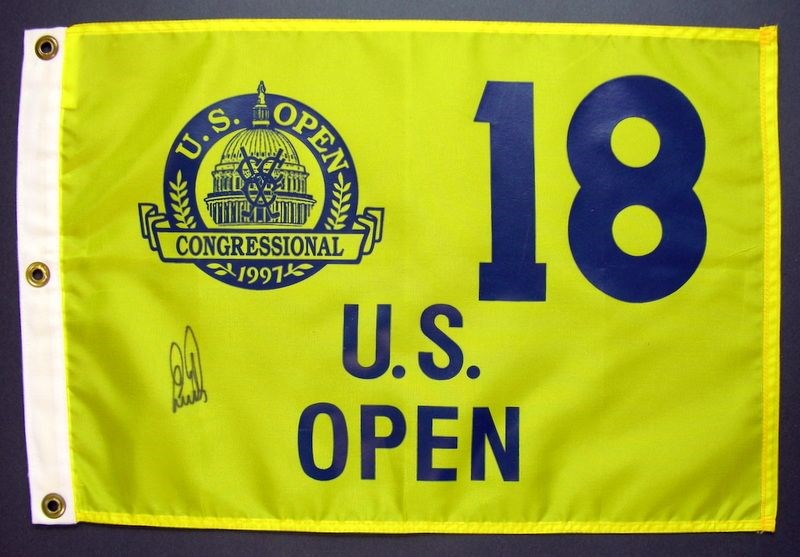 U.S. OPEN
CONGRESSIONAL
1997
18
U.S.
OPEN